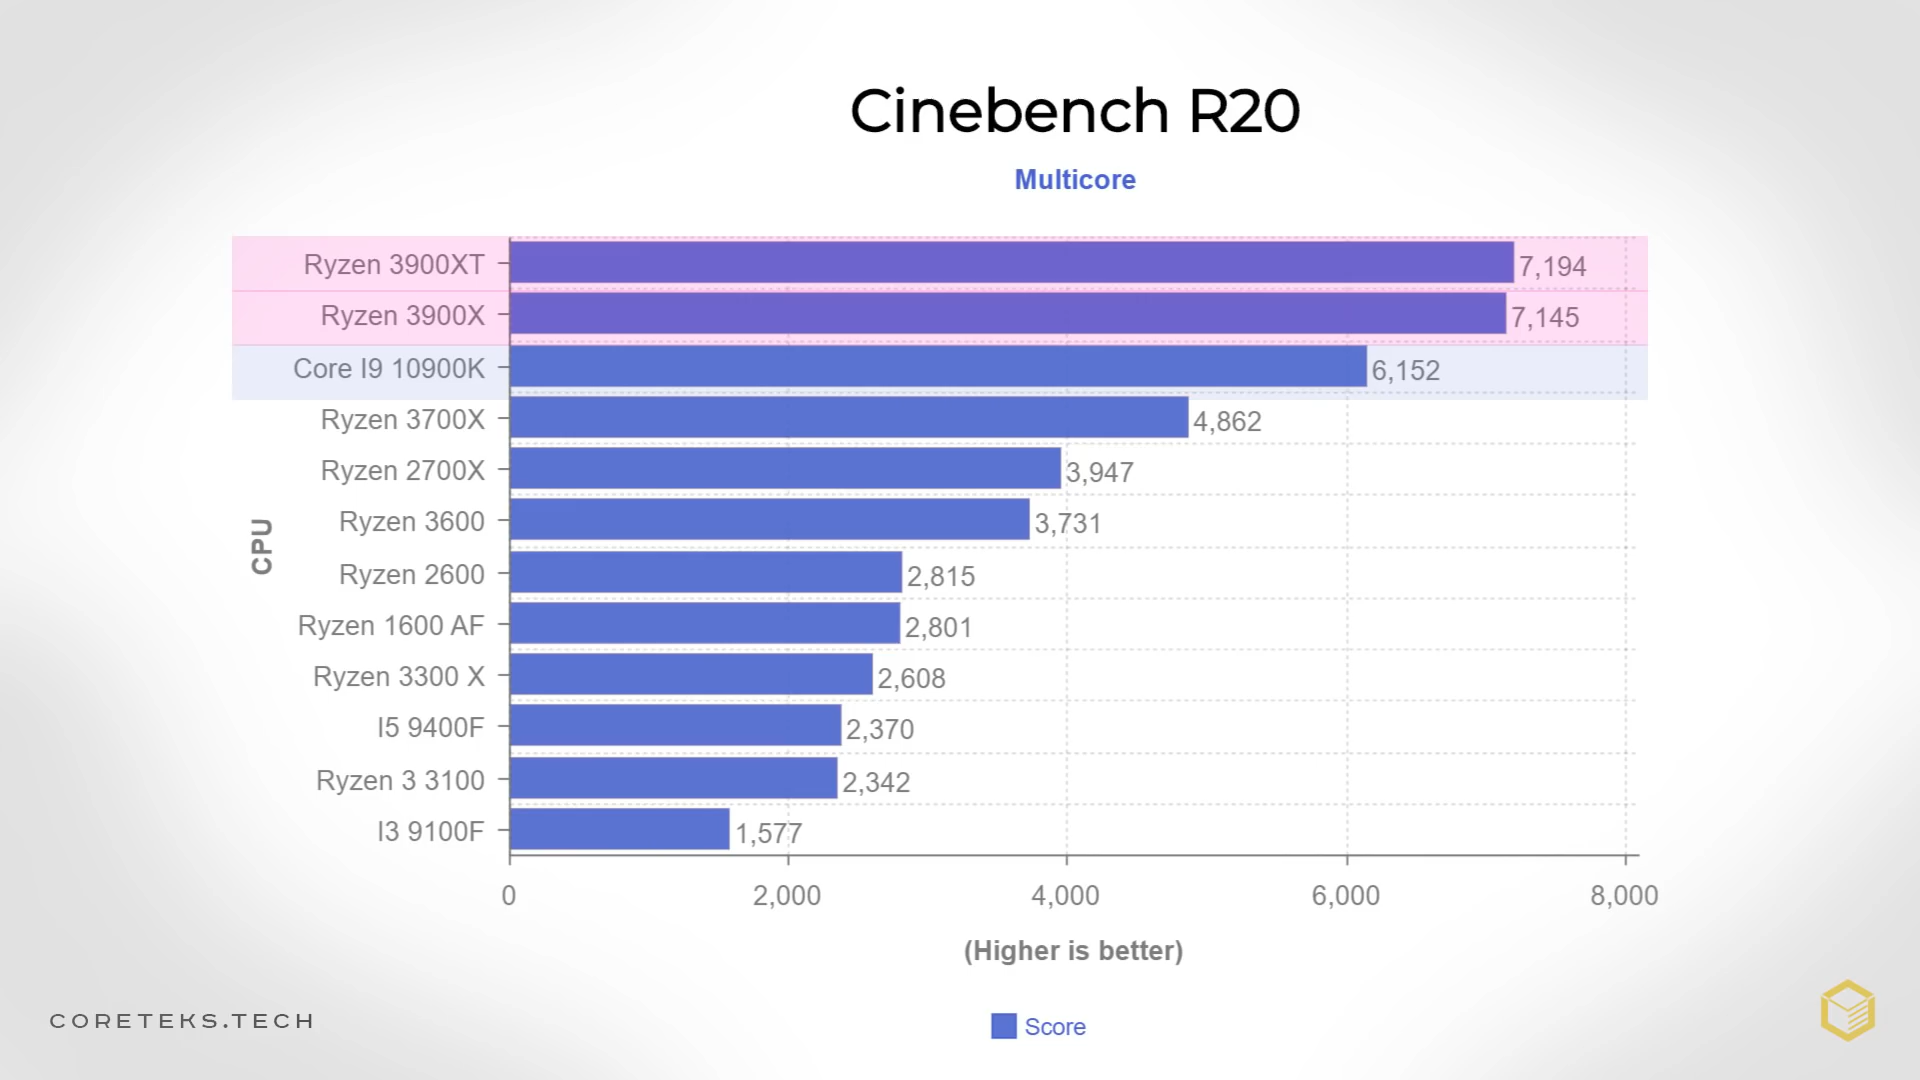 Cinebench R20
Multicore
Ryzen 3900XT 7,194
Ryzen 3900X 7,145
Core I9 10900K 6,152
Ryzen 3700X 4,862
Ryzen 2700X 3,947
Ryzen 3600 3,731
Ryzen 2600 2,815
Ryzen 1600 AF 2,801
Ryzen 3300 X 2,608
I5 9400F 2,370
Ryzen 3 3100 2,342
I3 9100F 1,577
CPU
0 2,000 4,000 6,000 8,000
(Higher is better)
Score
CORETEKS.TECH